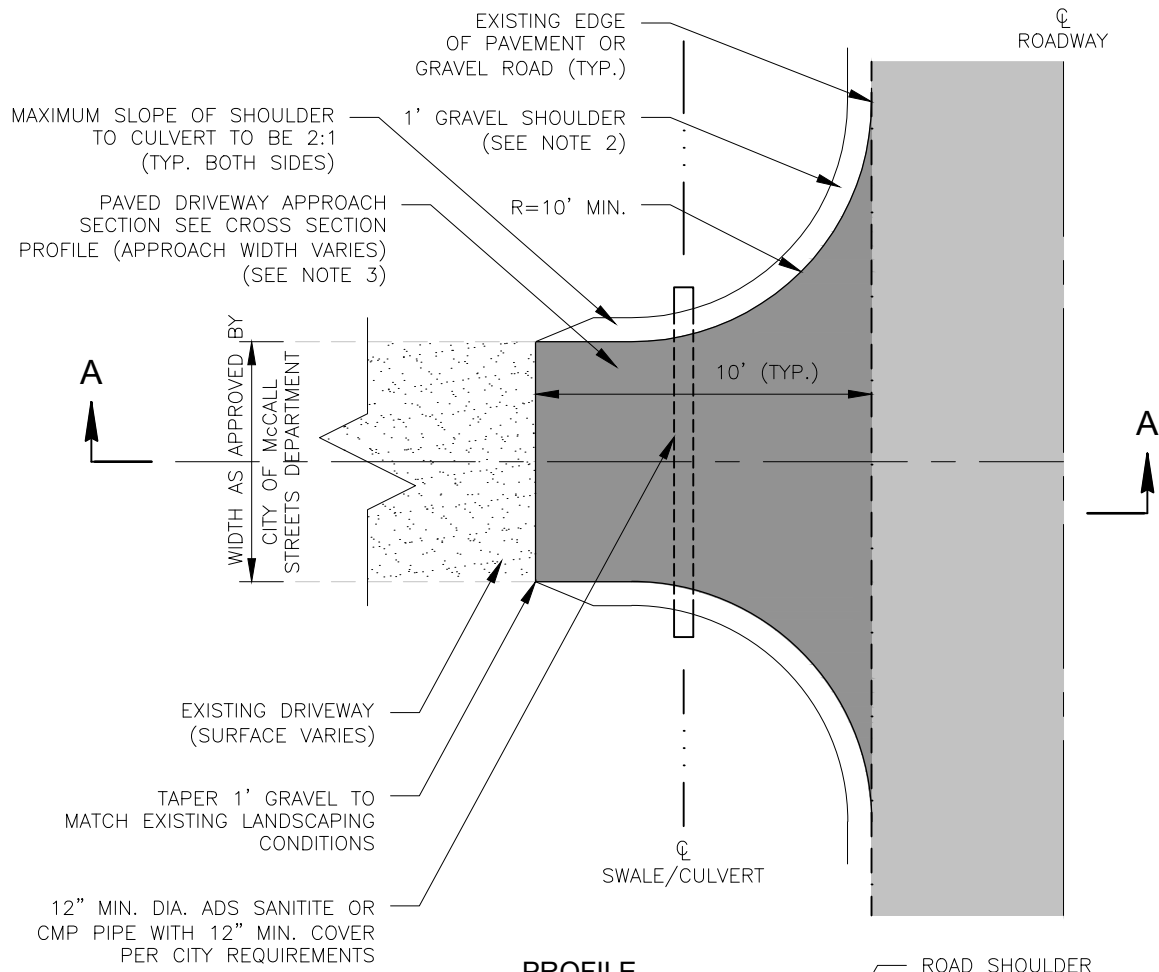 EXISTING EDGE
OF PAVEMENT OR
GRAVEL ROAD (TYP.)
℄
ROADWAY
MAXIMUM SLOPE OF SHOULDER
TO CULVERT TO BE 2:1
(TYP. BOTH SIDES)
1' GRAVEL SHOULDER
(SEE NOTE 2)
PAVED DRIVEWAY APPROACH
SECTION SEE CROSS SECTION
PROFILE (APPROACH WIDTH VARIES)
(SEE NOTE 3)
R=10' MIN.
WIDTH AS APPROVED BY
CITY OF McCALL
STREETS DEPARTMENT
A
10' (TYP.)
A
EXISTING DRIVEWAY
(SURFACE VARIES)
TAPER 1' GRAVEL TO
MATCH EXISTING LANDSCAPING
CONDITIONS
℄
SWALE/CULVERT
12" MIN. DIA. ADS SANITITE OR
CMP PIPE WITH 12" MIN. COVER
PER CITY REQUIREMENTS
PROFILE
ROAD SHOULDER